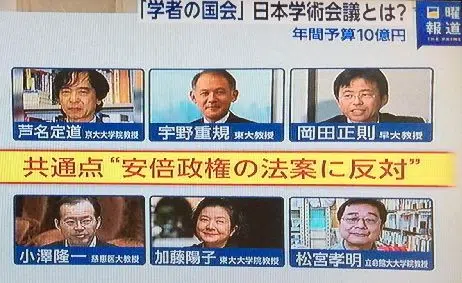 「学者の国会」日本学術会議とは?
年間予算10億円
日曜
報道
THE PRIME
芦名定道 京大大学院教授
宇野重規 東大教授
岡田正則 早大教授
共通点“安倍政権の法案に反対”
小澤隆一 慈恵医大教授
加藤陽子 東大大学院教授
松宮孝明 立命館大大学院教授